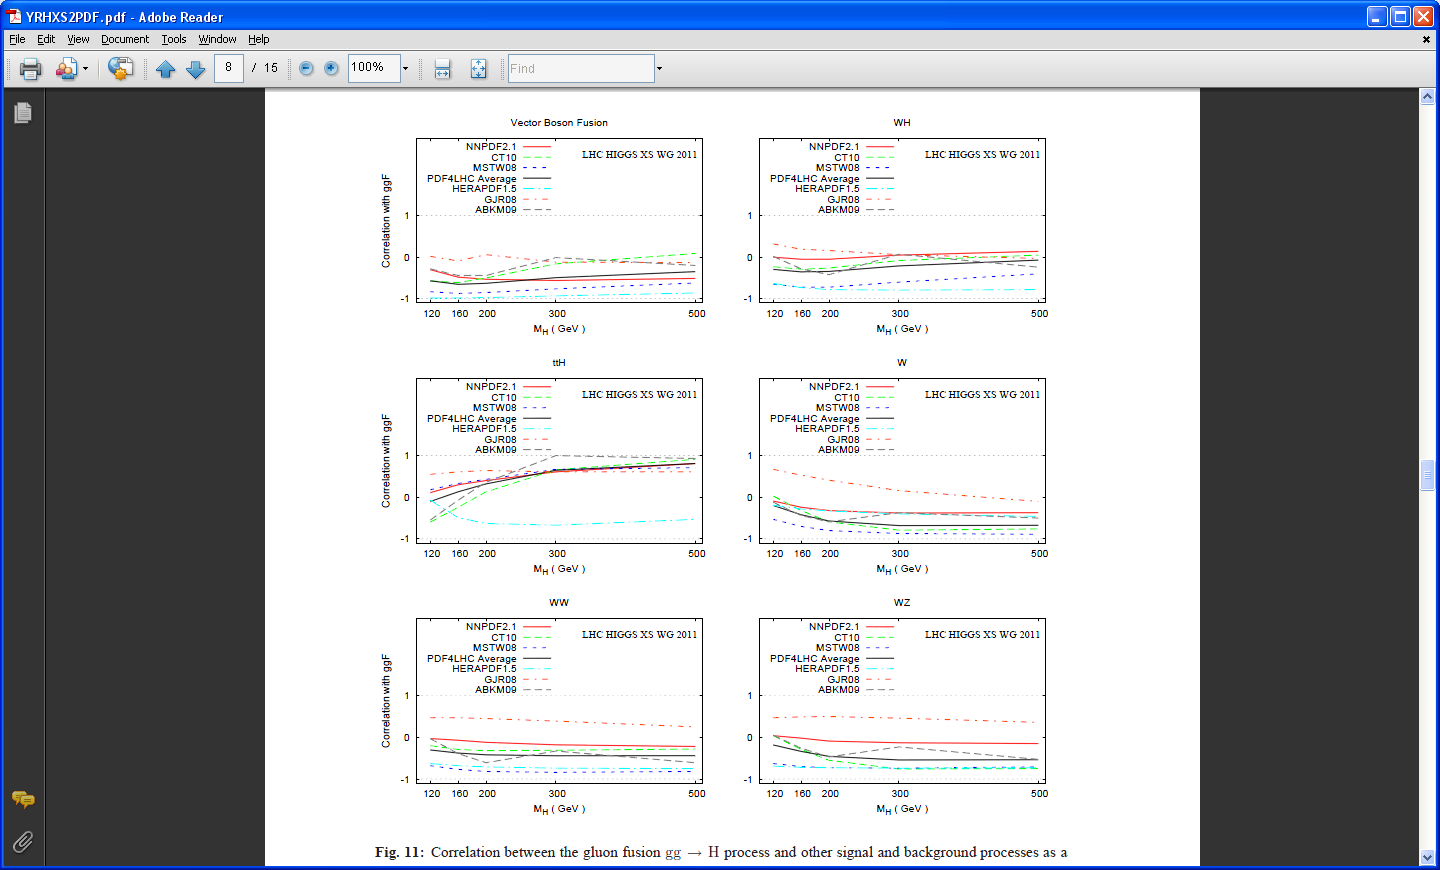 YRHXS2PDF.pdf - Adobe Reader
File Edit View Document Tools Window Help
8 / 15 100% Find
Vector Boson Fusion
NNPDF2.1
CT10
MSTW08
PDF4LHC Average
HERAPDF1.5
GJR08
ABKM09
LHC HIGGS XS WG 2011
Correlation with ggF
1
0
-1
120 160 200 300 500
M_H ( GeV )
WH
NNPDF2.1
CT10
MSTW08
PDF4LHC Average
HERAPDF1.5
GJR08
ABKM09
LHC HIGGS XS WG 2011
1
0
-1
120 160 200 300 500
M_H ( GeV )
ttH
NNPDF2.1
CT10
MSTW08
PDF4LHC Average
HERAPDF1.5
GJR08
ABKM09
LHC HIGGS XS WG 2011
Correlation with ggF
1
0
-1
120 160 200 300 500
M_H ( GeV )
W
NNPDF2.1
CT10
MSTW08
PDF4LHC Average
HERAPDF1.5
GJR08
ABKM09
LHC HIGGS XS WG 2011
1
0
-1
120 160 200 300 500
M_H ( GeV )
WW
NNPDF2.1
CT10
MSTW08
PDF4LHC Average
HERAPDF1.5
GJR08
ABKM09
LHC HIGGS XS WG 2011
Correlation with ggF
1
0
-1
120 160 200 300 500
M_H ( GeV )
WZ
NNPDF2.1
CT10
MSTW08
PDF4LHC Average
HERAPDF1.5
GJR08
ABKM09
LHC HIGGS XS WG 2011
1
0
-1
120 160 200 300 500
M_H ( GeV )
Fig. 11: Correlation between the gluon fusion gg → H process and other signal and background processes as a